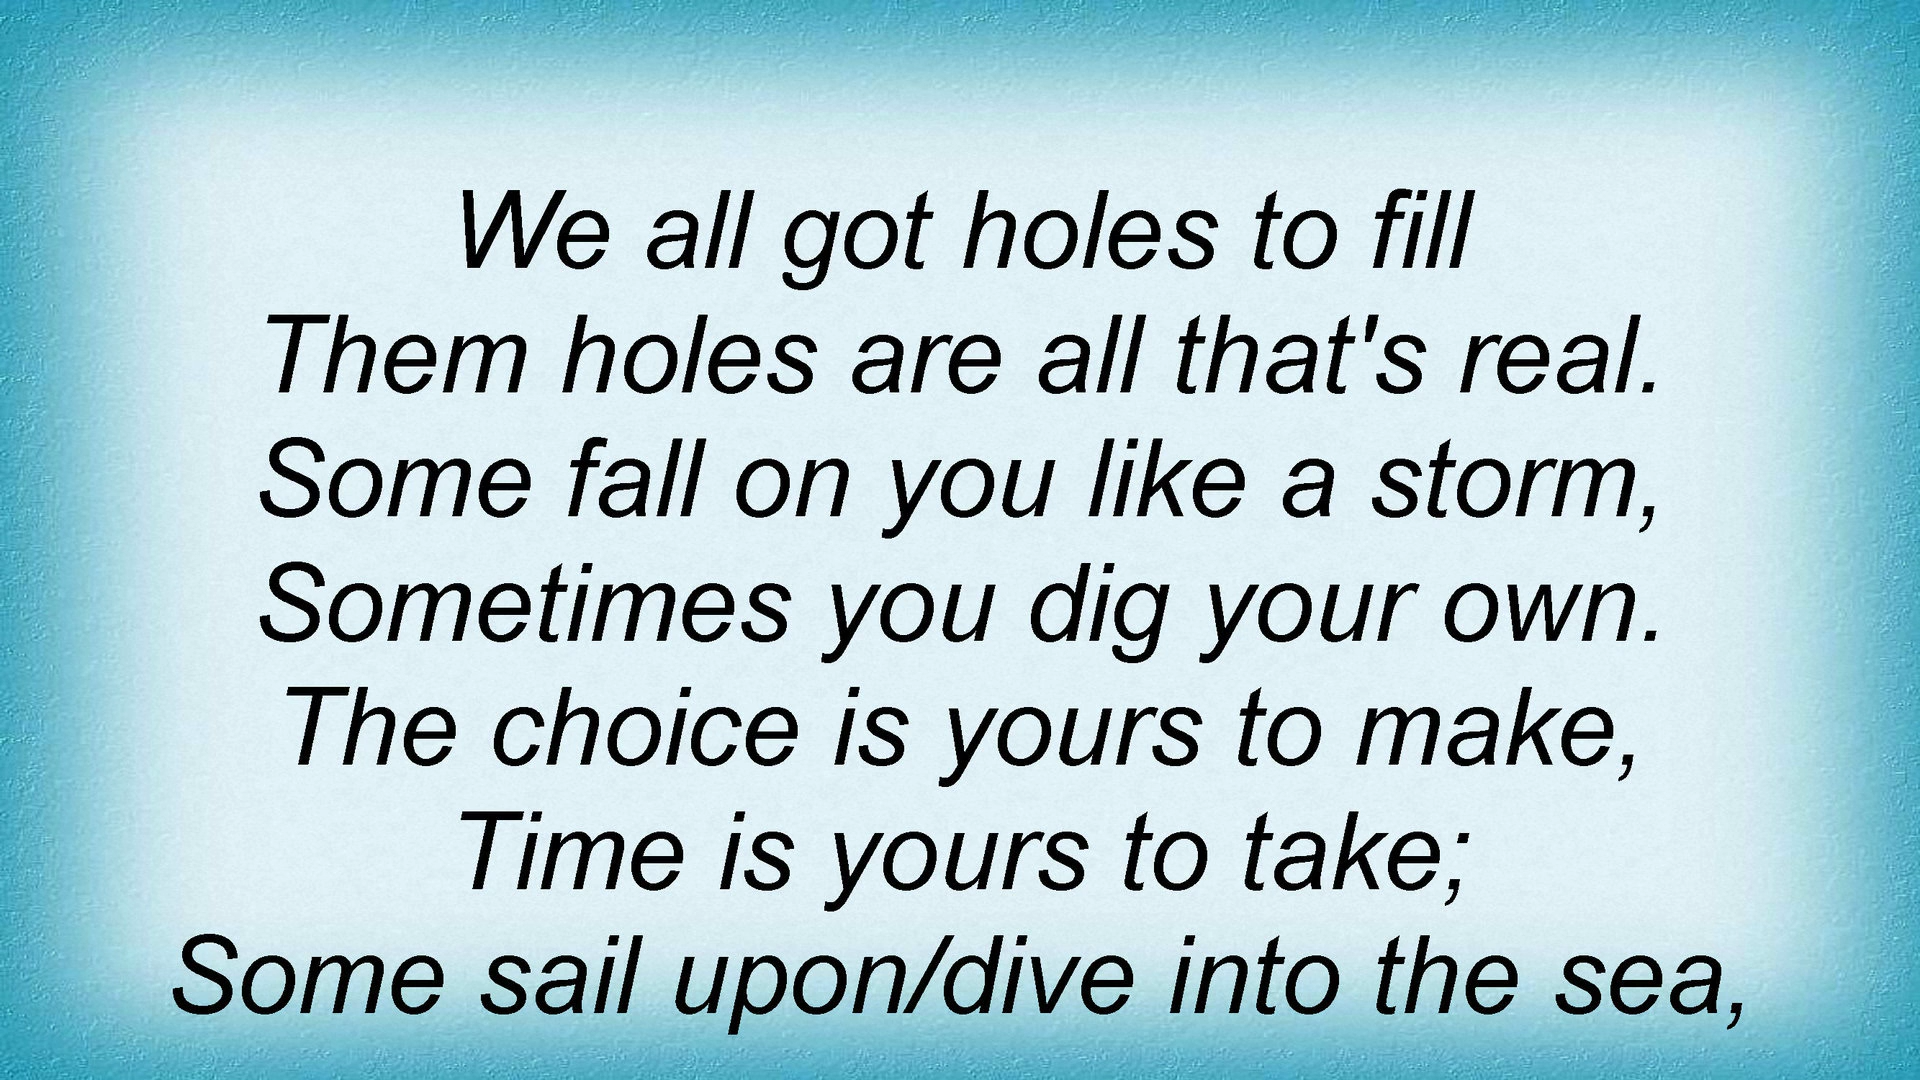 We all got holes to fill
Them holes are all that's real.
Some fall on you like a storm,
Sometimes you dig your own.
The choice is yours to make,
Time is yours to take;
Some sail upon/dive into the sea,